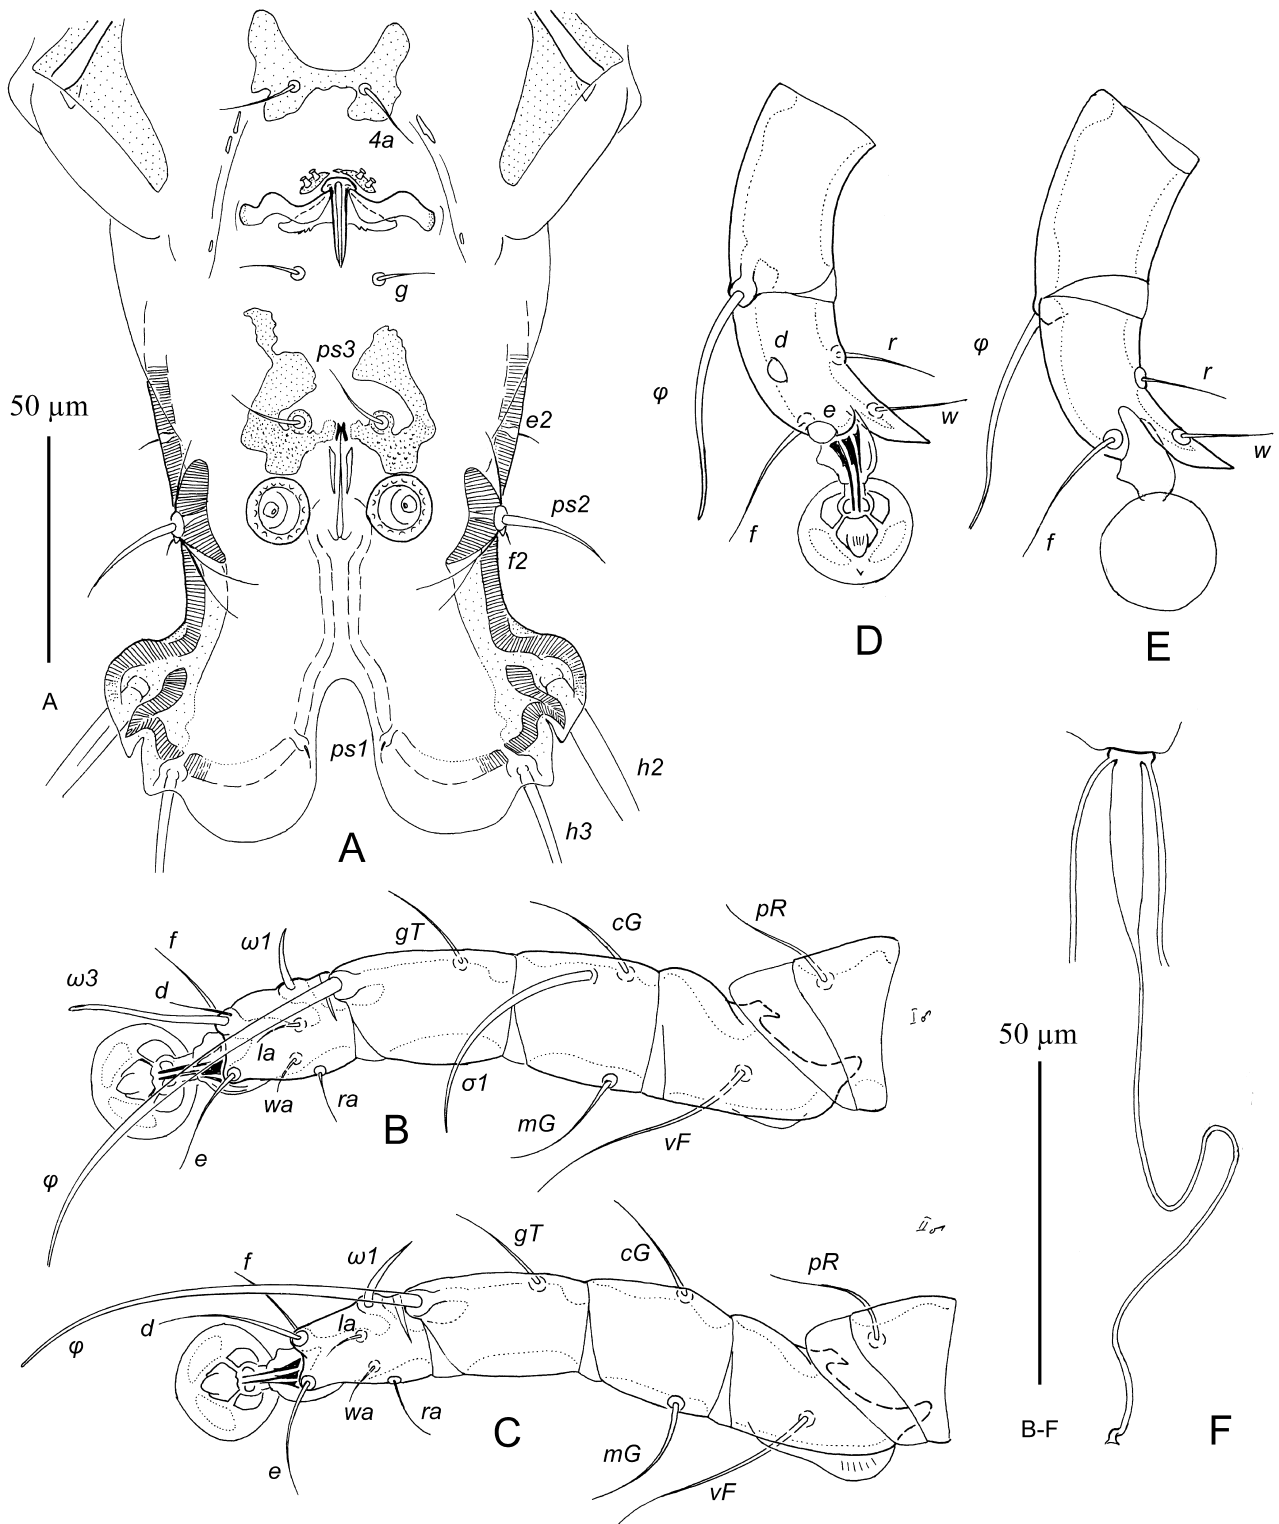 4a
g
ps3
50 µm
e2
ps2
f2
A
ps1
h2
h3
A
φ
d
r
e
w
f
D
φ
r
w
f
E
f
ω1
gT
cG
pR
ω3
d
la
wa
ra
σ1
mG
vF
e
φ
B
I♂
50 µm
B-F
F
f
ω1
gT
cG
pR
II♂
φ
d
la
wa
ra
mG
vF
e
C